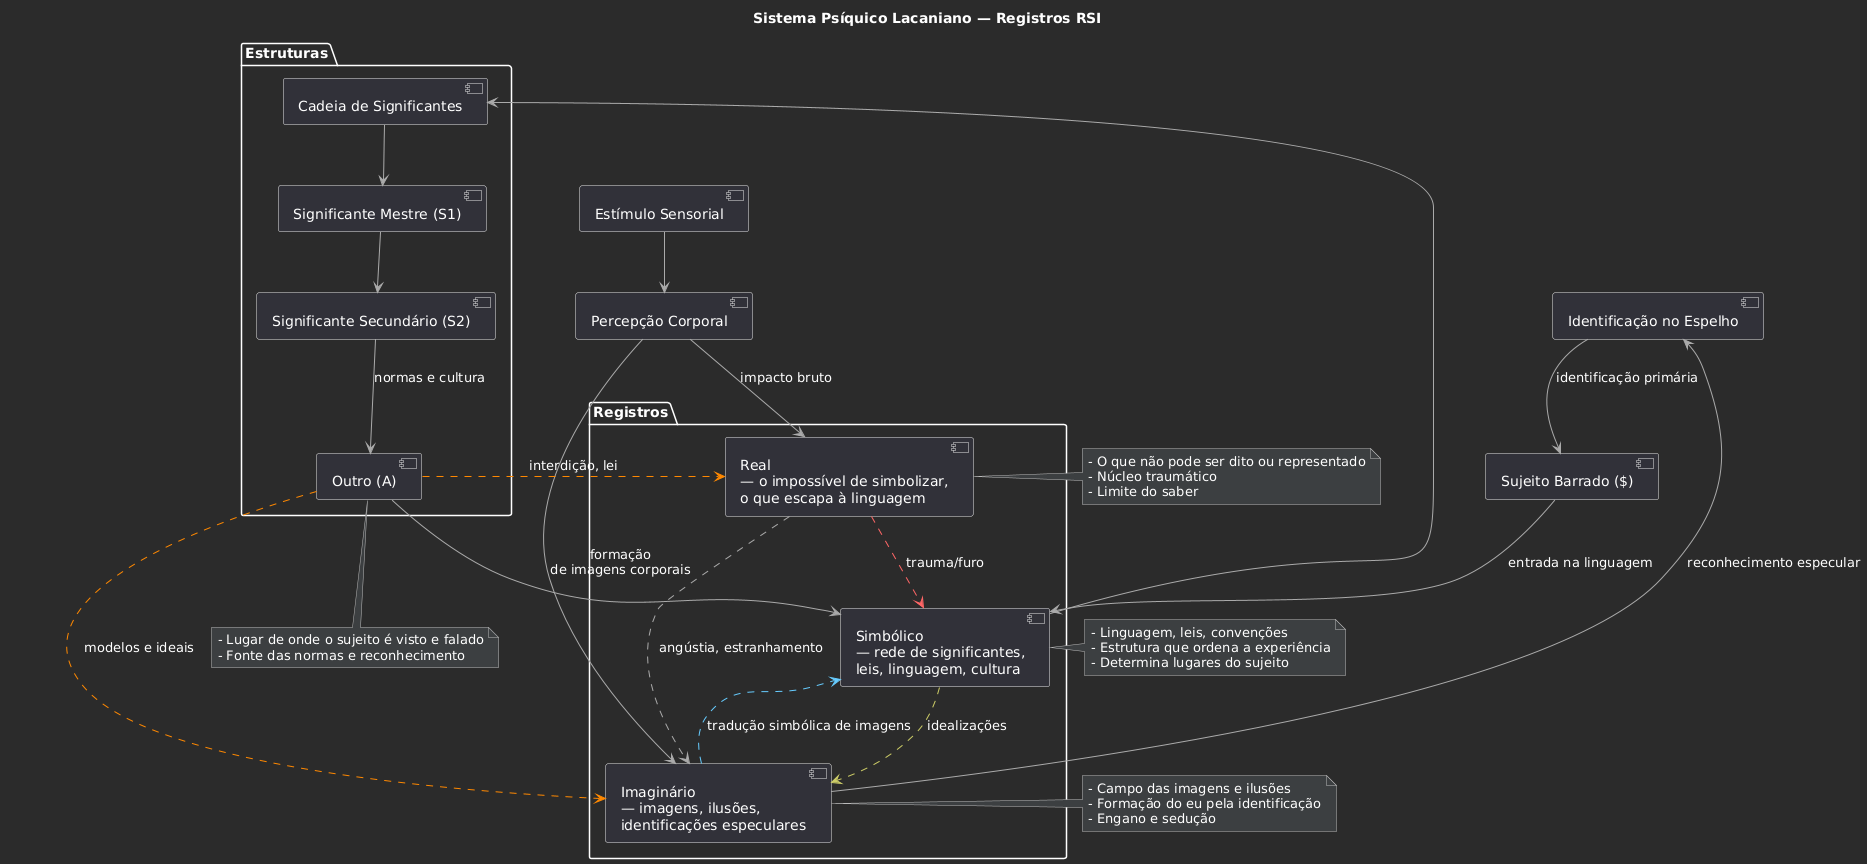 Sistema Psíquico Lacaniano — Registros RSI
Estruturas
Cadeia de Significantes
Significante Mestre (S1)
Estímulo Sensorial
Significante Secundário (S2)
Percepção Corporal
Identificação no Espelho
normas e cultura
impacto bruto
identificação primária
Registros
Outro (A)
interdição, lei
Real
— o impossível de simbolizar,
o que escapa à linguagem
- O que não pode ser dito ou representado
- Núcleo traumático
- Limite do saber
Sujeito Barrado ($)
formação
de imagens corporais
trauma/furo
entrada na linguagem
reconhecimento especular
modelos e ideais
- Lugar de onde o sujeito é visto e falado
- Fonte das normas e reconhecimento
angústia, estranhamento
Simbólico
— rede de significantes,
leis, linguagem, cultura
- Linguagem, leis, convenções
- Estrutura que ordena a experiência
- Determina lugares do sujeito
tradução simbólica de imagens
idealizações
Imaginário
— imagens, ilusões,
identificações especulares
- Campo das imagens e ilusões
- Formação do eu pela identificação
- Engano e sedução